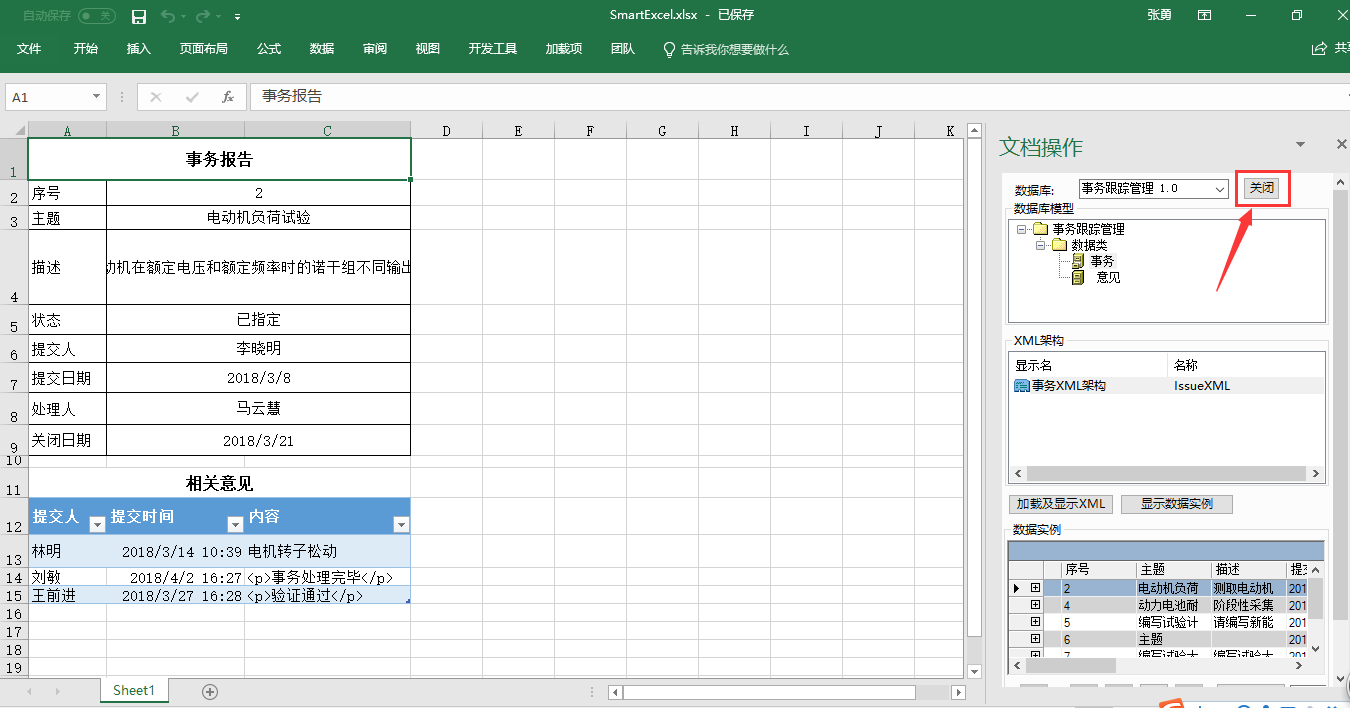 自动保存 关 SmartExcel.xlsx - 已保存 张勇
文件 开始 插入 页面布局 公式 数据 审阅 视图 开发工具 加载项 团队 告诉我你想要做什么
A1 fx 事务报告
A B C D E F G H I J K
1 事务报告
2 序号 2
3 主题 电动机负荷试验
4 描述 动机在额定电压和额定频率时的诺干组不同输出
5 状态 已指定
6 提交人 李晓明
7 提交日期 2018/3/8
8 处理人 马云慧
9 关闭日期 2018/3/21
10
11 相关意见
12 提交人 提交时间 内容
13 林明 2018/3/14 10:39 电机转子松动
14 刘敏 2018/4/2 16:27 <p>事务处理完毕</p>
15 王前进 2018/3/27 16:28 <p>验证通过</p>
16
17
18
19
Sheet1
文档操作
数据库: 事务跟踪管理 1.0 关闭
数据库模型
事务跟踪管理
数据类
事务
意见
XML架构
显示名 名称
事务XML架构 IssueXML
加载及显示XML 显示数据实例
数据实例
序号 主题 描述 提交
2 电动机负荷 测取电动机 201
4 动力电池耐 阶段性采集 201
5 编写试验计 请编写新能 201
6 主题 201
7 编写试验大 编写试验大 201